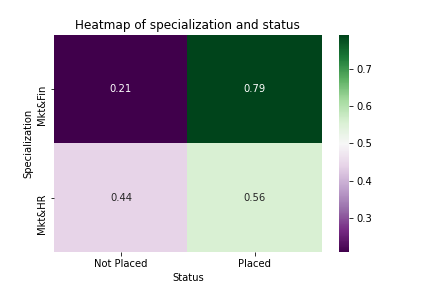 Heatmap of specialization and status
Specialization
Mkt&Fin
0.21 0.79
Mkt&HR
0.44 0.56
Not Placed Placed
Status
0.7
0.6
0.5
0.4
0.3